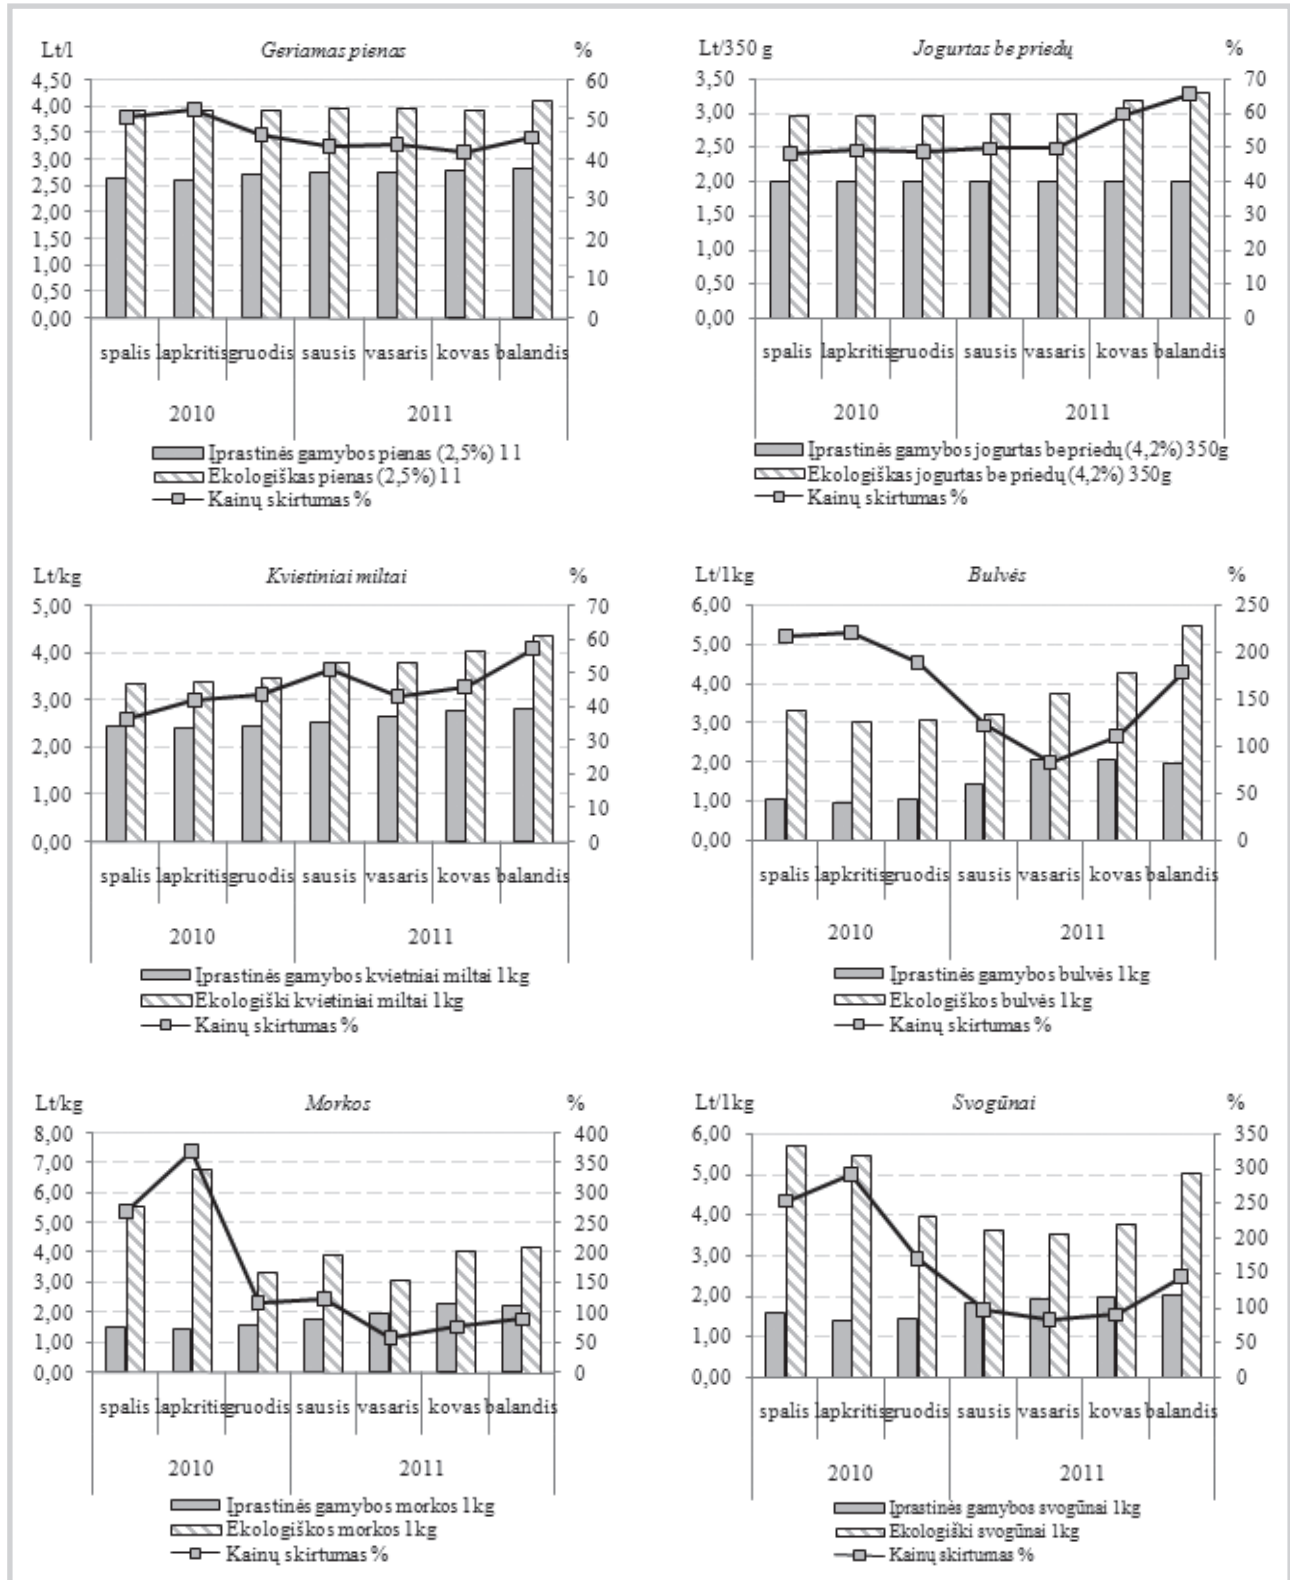 Lt/l Geriamas pienas %
4,50 60
4,00 50
3,50
3,00 40
2,50 30
2,00
1,50 20
1,00 10
0,50
0,00 0
spalis lapkritis gruodis sausis vasaris kovas balandis
2010 2011
Įprastinės gamybos pienas (2,5%) 1 l
Ekologiškas pienas (2,5%) 1 l
Kainų skirtumas %
Lt/350 g Jogurtas be priedų %
3,50 70
3,00 60
2,50 50
2,00 40
1,50 30
1,00 20
0,50 10
0,00 0
spalis lapkritis gruodis sausis vasaris kovas balandis
2010 2011
Įprastinės gamybos jogurtas be priedų (4,2%) 350g
Ekologiškas jogurtas be priedų (4,2%) 350g
Kainų skirtumas %
Lt/kg Kvietiniai miltai %
5,00 70
4,00 60
3,00 50
2,00 40
1,00 30
0,00 20
10
0
spalis lapkritis gruodis sausis vasaris kovas balandis
2010 2011
Įprastinės gamybos kvietniai miltai 1kg
Ekologiški kvietiniai miltai 1kg
Kainų skirtumas %
Lt/1kg Bulvės %
6,00 250
5,00 200
4,00 150
3,00 100
2,00 50
1,00 0
0,00
spalis lapkritis gruodis sausis vasaris kovas balandis
2010 2011
Įprastinės gamybos bulvės 1kg
Ekologiškos bulvės 1kg
Kainų skirtumas %
Lt/kg Morkos %
8,00 400
7,00 350
6,00 300
5,00 250
4,00 200
3,00 150
2,00 100
1,00 50
0,00 0
spalis lapkritis gruodis sausis vasaris kovas balandis
2010 2011
Įprastinės gamybos morkos 1kg
Ekologiškos morkos 1kg
Kainų skirtumas %
Lt/1kg Svogūnai %
6,00 350
5,00 300
4,00 250
3,00 200
2,00 150
1,00 100
0,00 50
0
spalis lapkritis gruodis sausis vasaris kovas balandis
2010 2011
Įprastinės gamybos svogūnai 1kg
Ekologiški svogūnai 1kg
Kainų skirtumas %